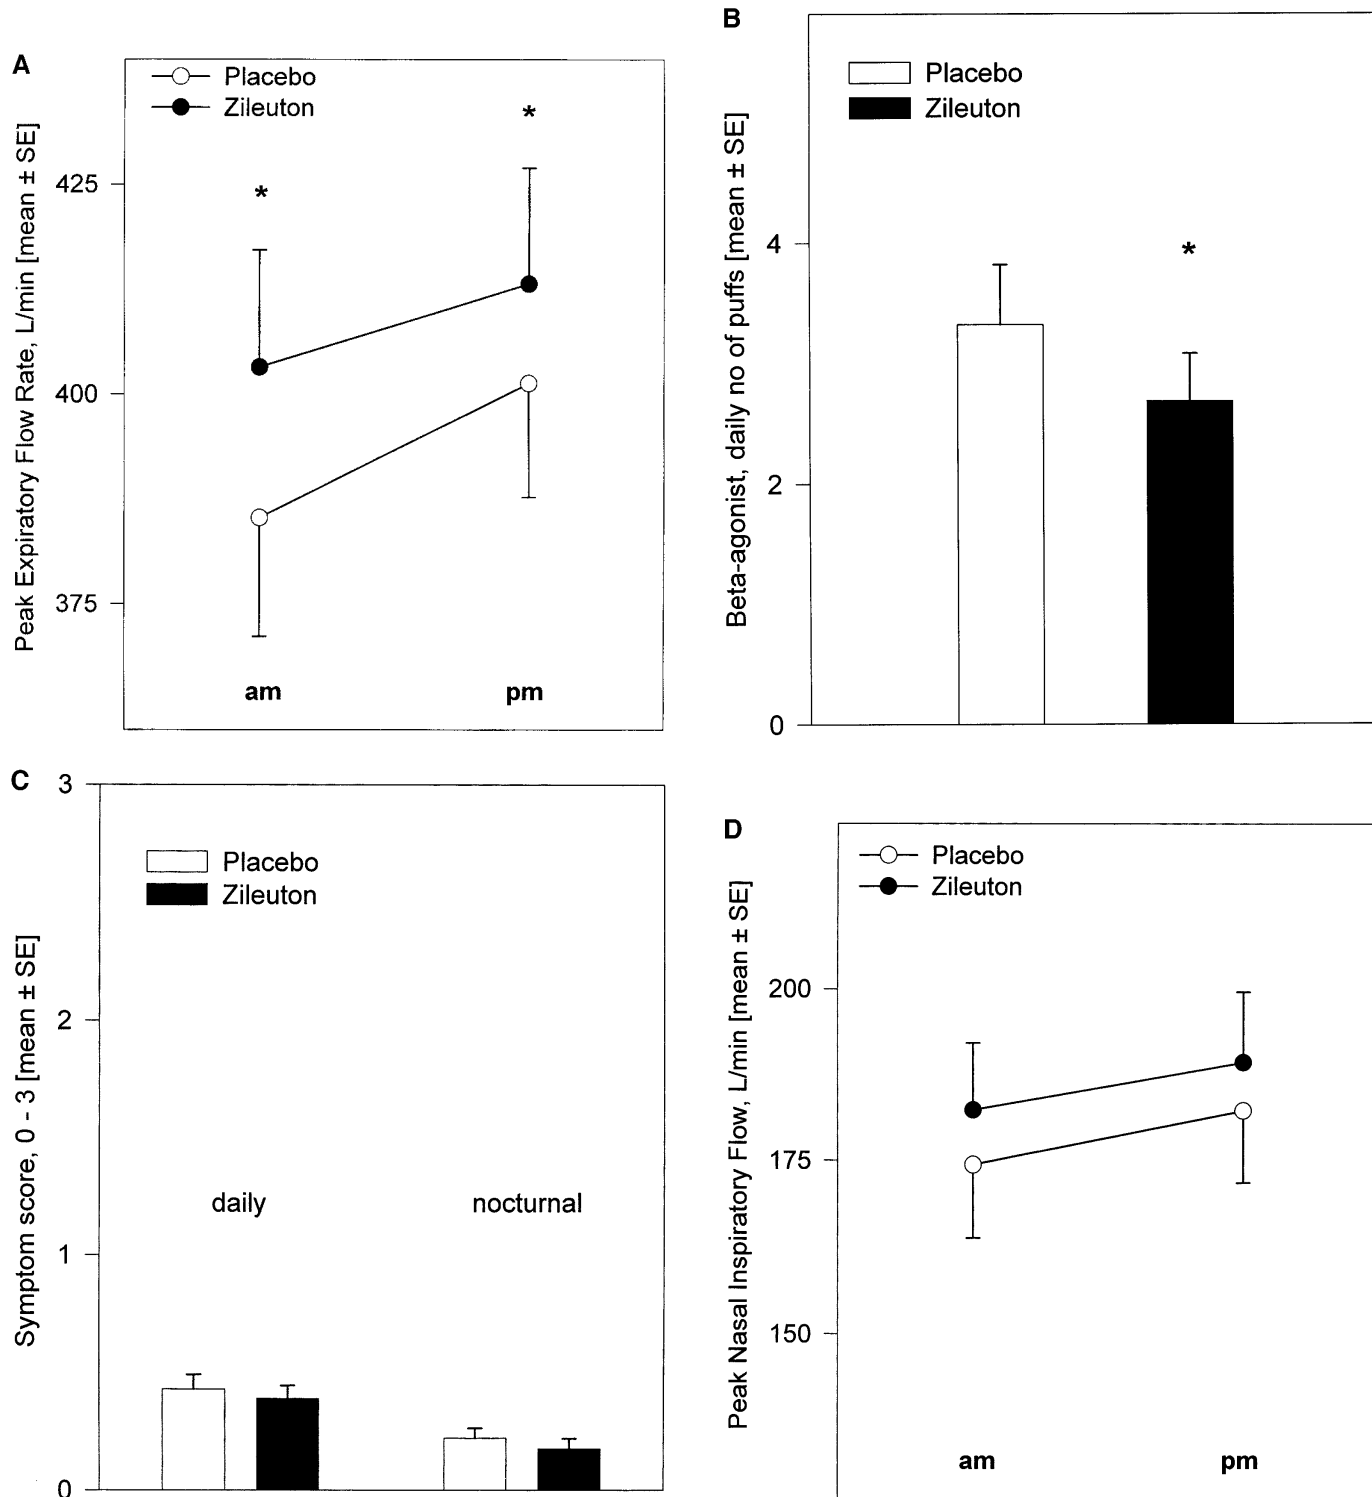 A
Placebo
Zileuton
*
*
425
400
375
Peak Expiratory Flow Rate, L/min [mean ± SE]
am pm
B
Placebo
Zileuton
*
4
2
0
Beta-agonist, daily no of puffs [mean ± SE]
C
3
2
1
0
Placebo
Zileuton
Symptom score, 0 - 3 [mean ± SE]
daily nocturnal
D
Placebo
Zileuton
200
175
150
Peak Nasal Inspiratory Flow, L/min [mean ± SE]
am pm